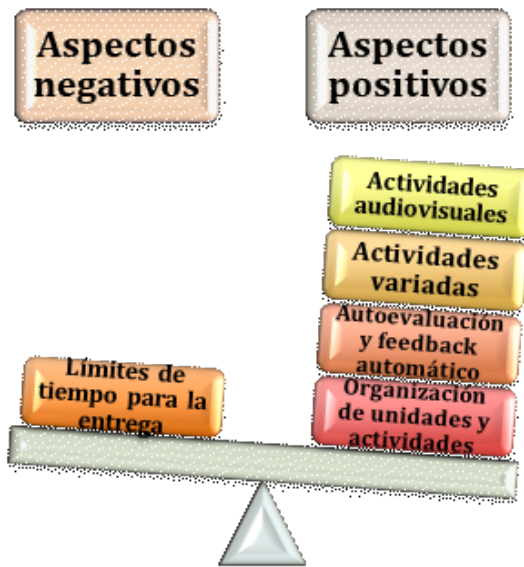 Aspectos
negativos
Aspectos
positivos
Actividades
audiovisuales
Actividades
variadas
Autoevaluación
y feedback
automático
Límites de
tiempo para la
entrega
Organización
de unidades y
actividades